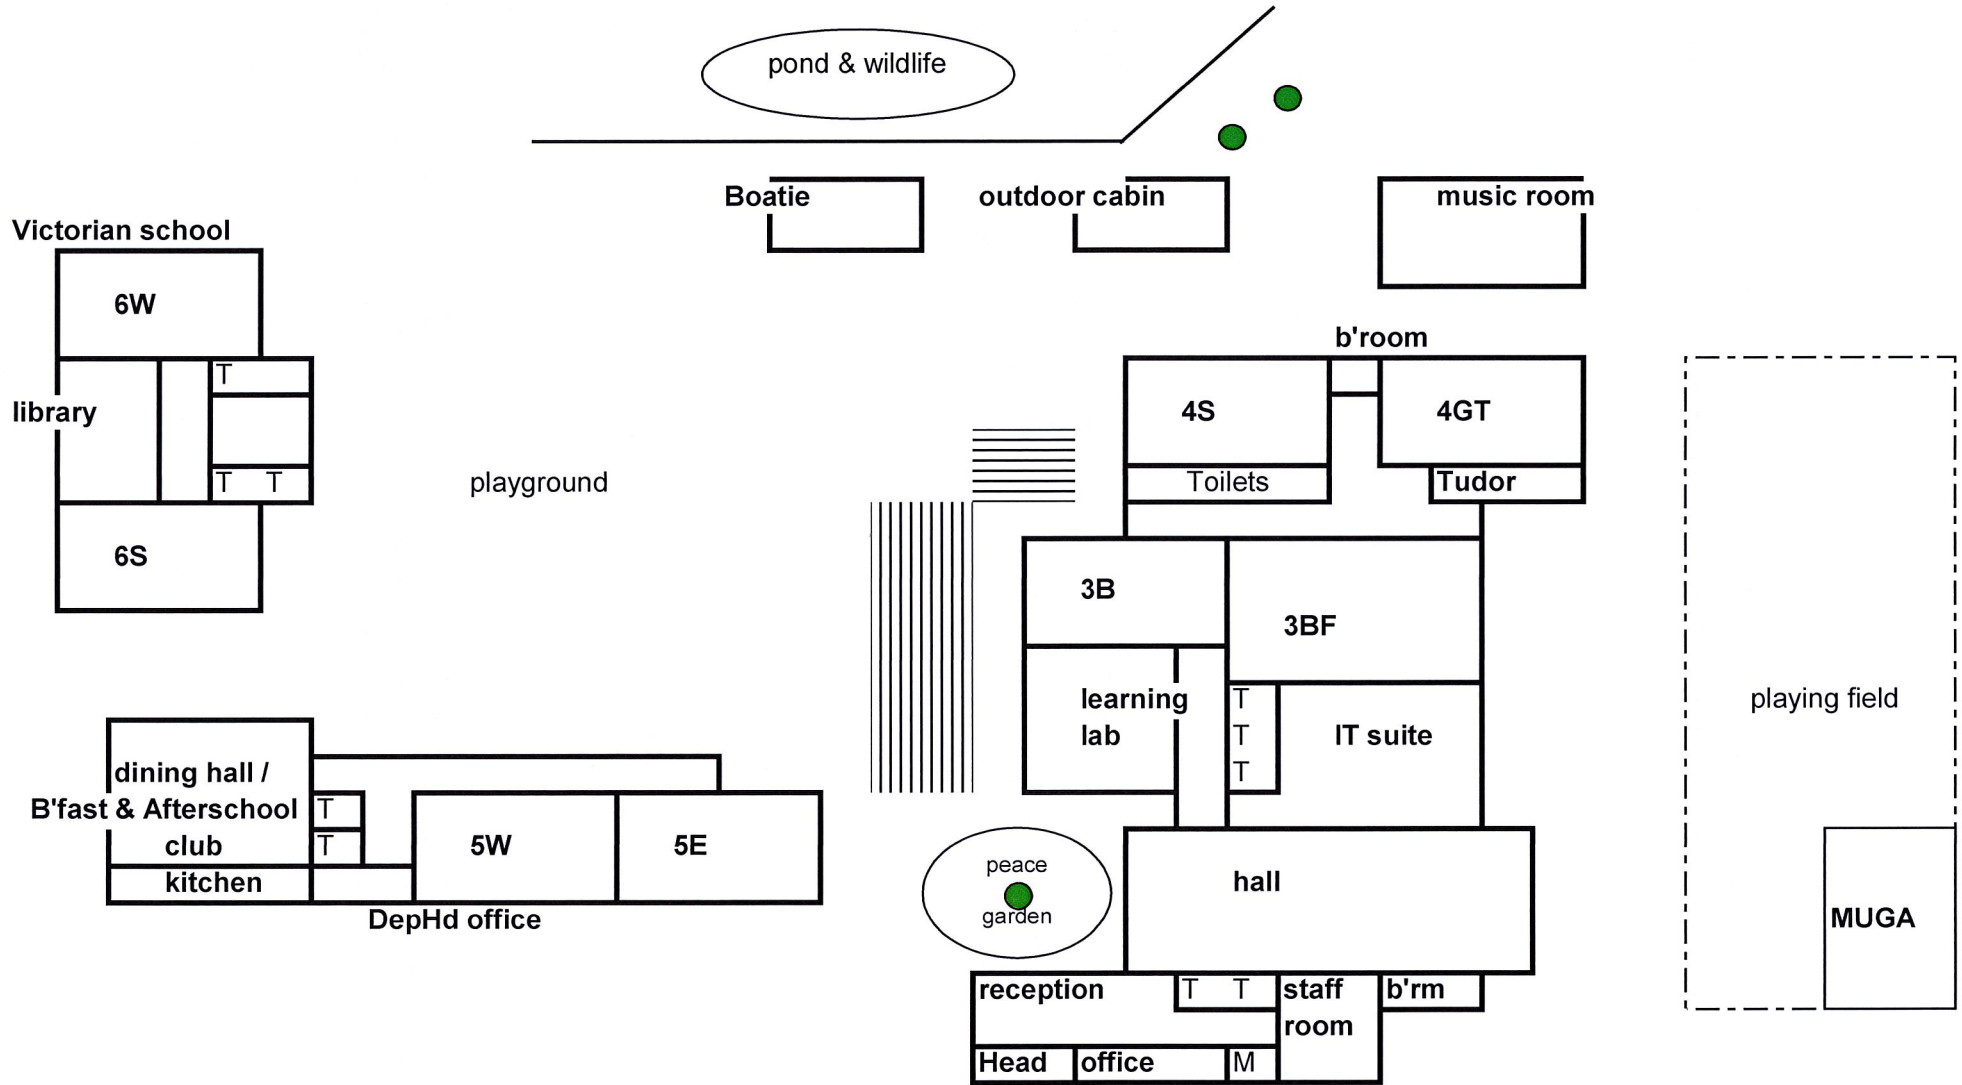 pond & wildlife
Boatie
outdoor cabin
music room
Victorian school
6W
b'room
T
library
4S
4GT
playground
T T
Toilets
Tudor
6S
3B
3BF
learning
lab
T
T
T
IT suite
playing field
dining hall /
B'fast & Afterschool
club
T
T
5W
5E
kitchen
DepHd office
peace
garden
hall
MUGA
reception
T T
staff
room
b'rm
Head
office
M